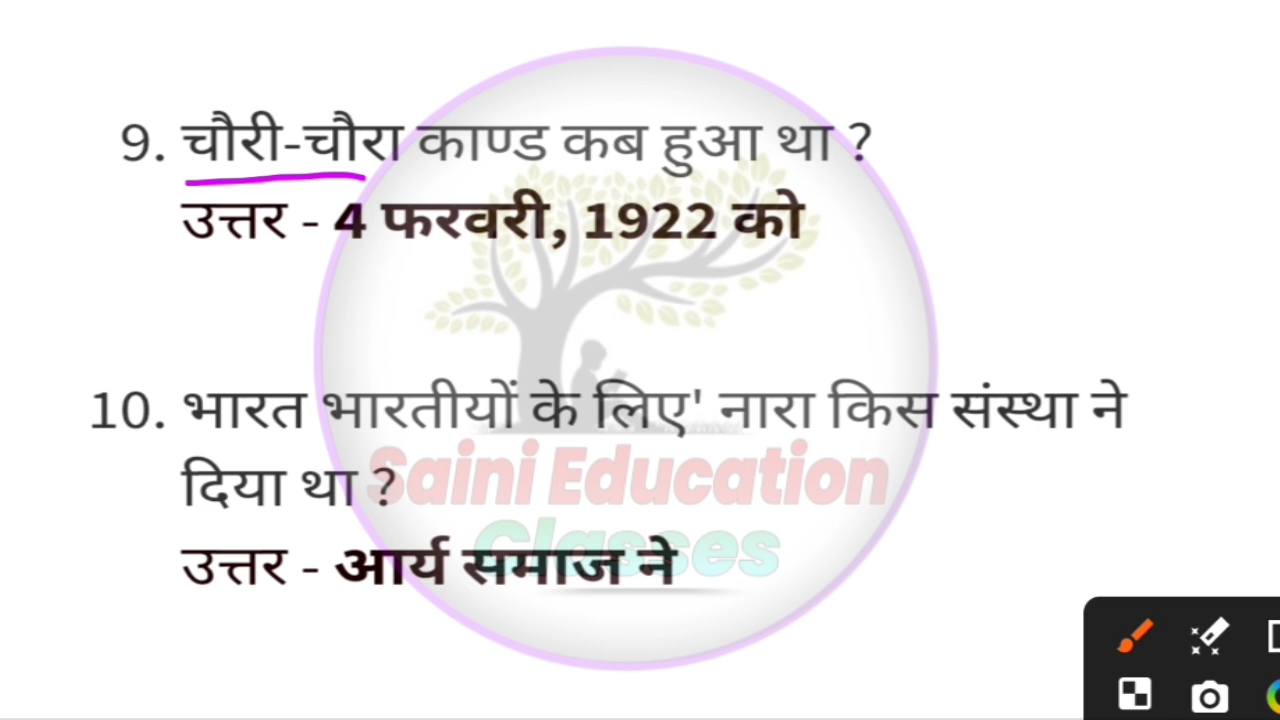 9. चौरी-चौरा काण्ड कब हुआ था ?
उत्तर - 4 फरवरी, 1922 को
10. भारत भारतीयों के लिए' नारा किस संस्था ने
दिया था ?
उत्तर - आर्य समाज ने
Saini Education
Classes